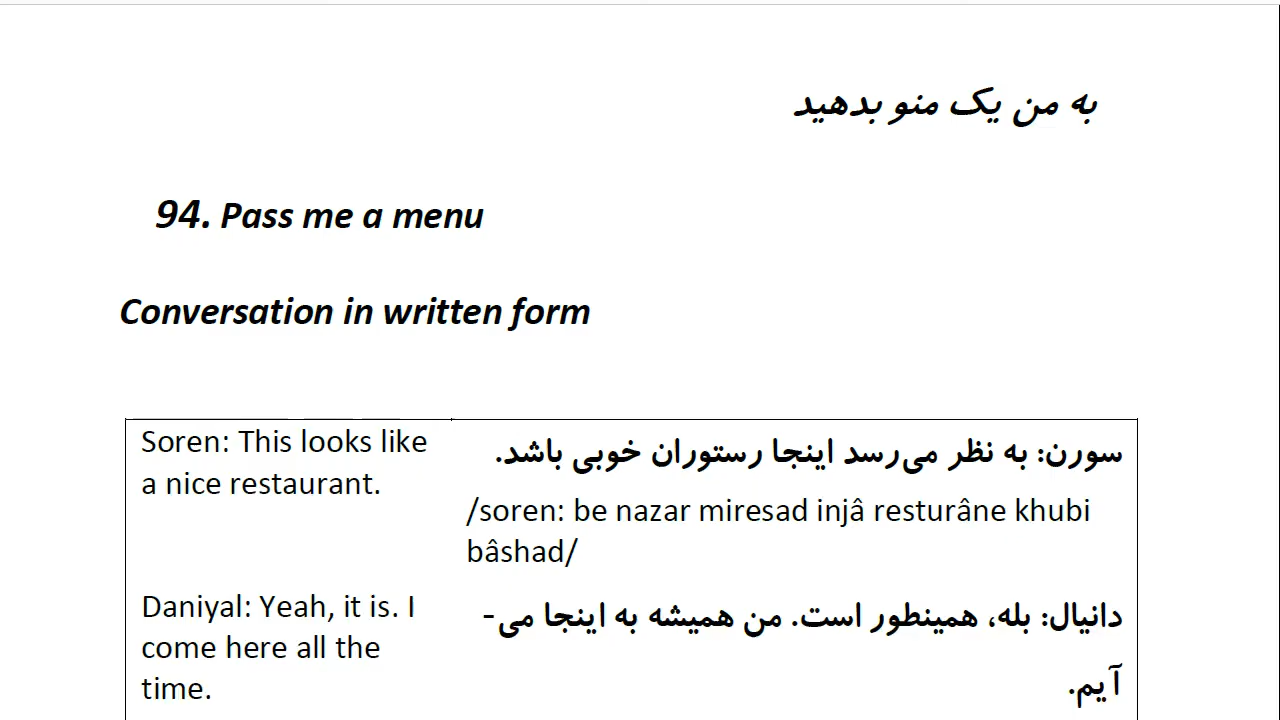 به من یک منو بدهید
94. Pass me a menu
Conversation in written form
Soren: This looks like
a nice restaurant.
سورن: به نظر می‌رسد اینجا رستوران خوبی باشد.
/soren: be nazar miresad injâ resturâne khubi
bâshad/
Daniyal: Yeah, it is. I
come here all the
time.
دانیال: بله، همینطور است. من همیشه به اینجا می-
آیم.